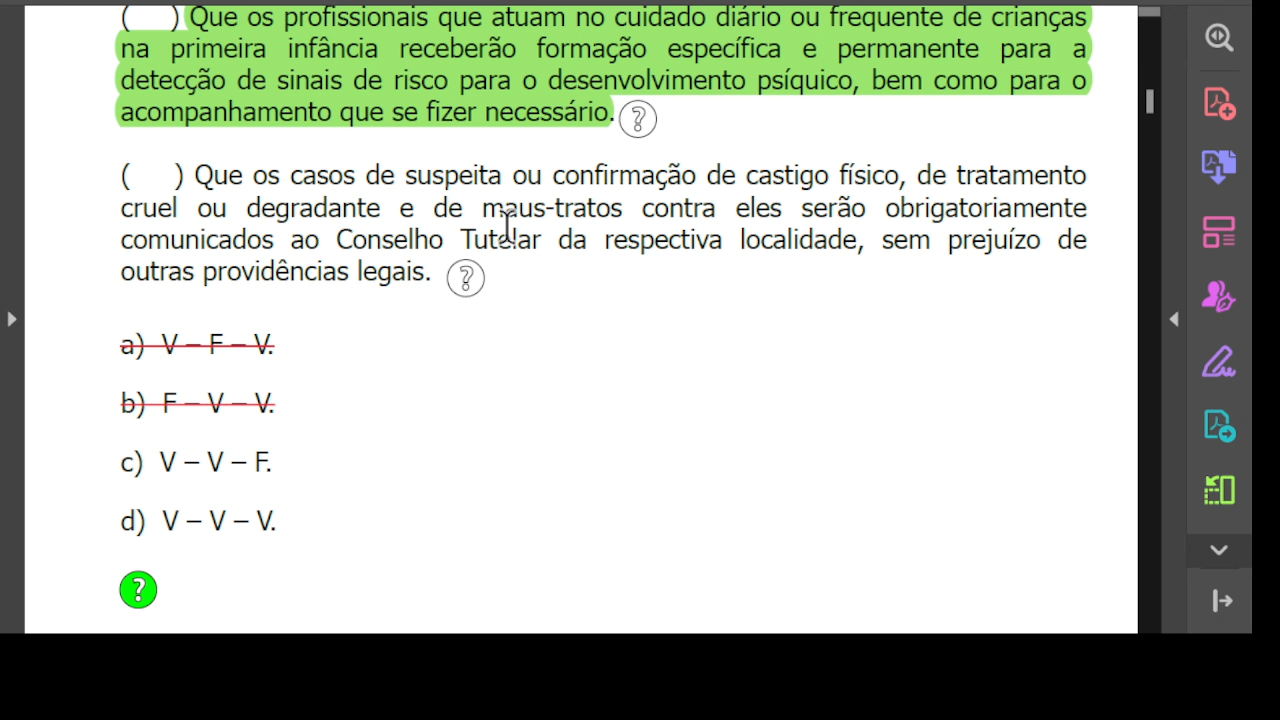 ( ) Que os profissionais que atuam no cuidado diário ou frequente de crianças
na primeira infância receberão formação específica e permanente para a
detecção de sinais de risco para o desenvolvimento psíquico, bem como para o
acompanhamento que se fizer necessário. ?
( ) Que os casos de suspeita ou confirmação de castigo físico, de tratamento
cruel ou degradante e de maus-tratos contra eles serão obrigatoriamente
comunicados ao Conselho Tutelar da respectiva localidade, sem prejuízo de
outras providências legais. ?
a) V – F – V.
b) F – V – V.
c) V – V – F.
d) V – V – V.
?